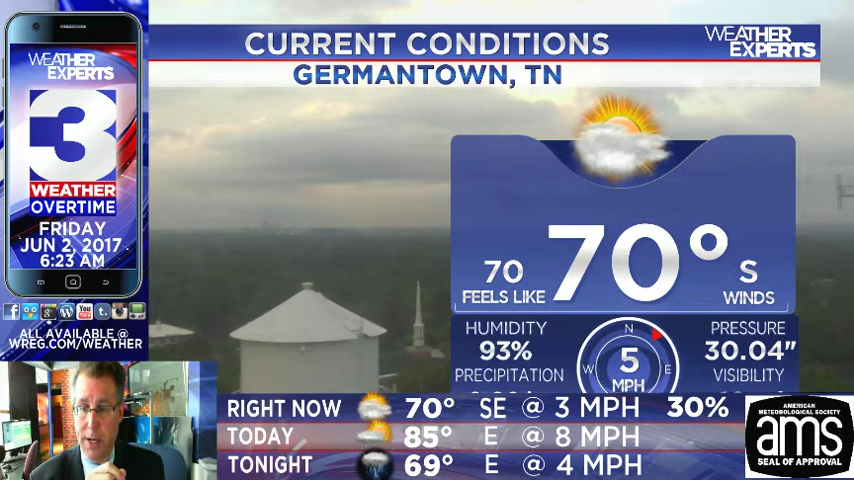 WEATHER
EXPERTS
3
WEATHER
OVERTIME
FRIDAY
JUN 2, 2017
6:23 AM
ALL AVAILABLE @
WREG.COM/WEATHER
CURRENT CONDITIONS
WEATHER
EXPERTS
GERMANTOWN, TN
70
FEELS LIKE
70°
S
WINDS
HUMIDITY
93%
PRECIPITATION
N
W E
5
MPH
PRESSURE
30.04"
VISIBILITY
RIGHT NOW 70° SE @ 3 MPH 30%
TODAY 85° E @ 8 MPH
TONIGHT 69° E @ 4 MPH
AMERICAN
METEOROLOGICAL SOCIETY
ams
SEAL OF APPROVAL